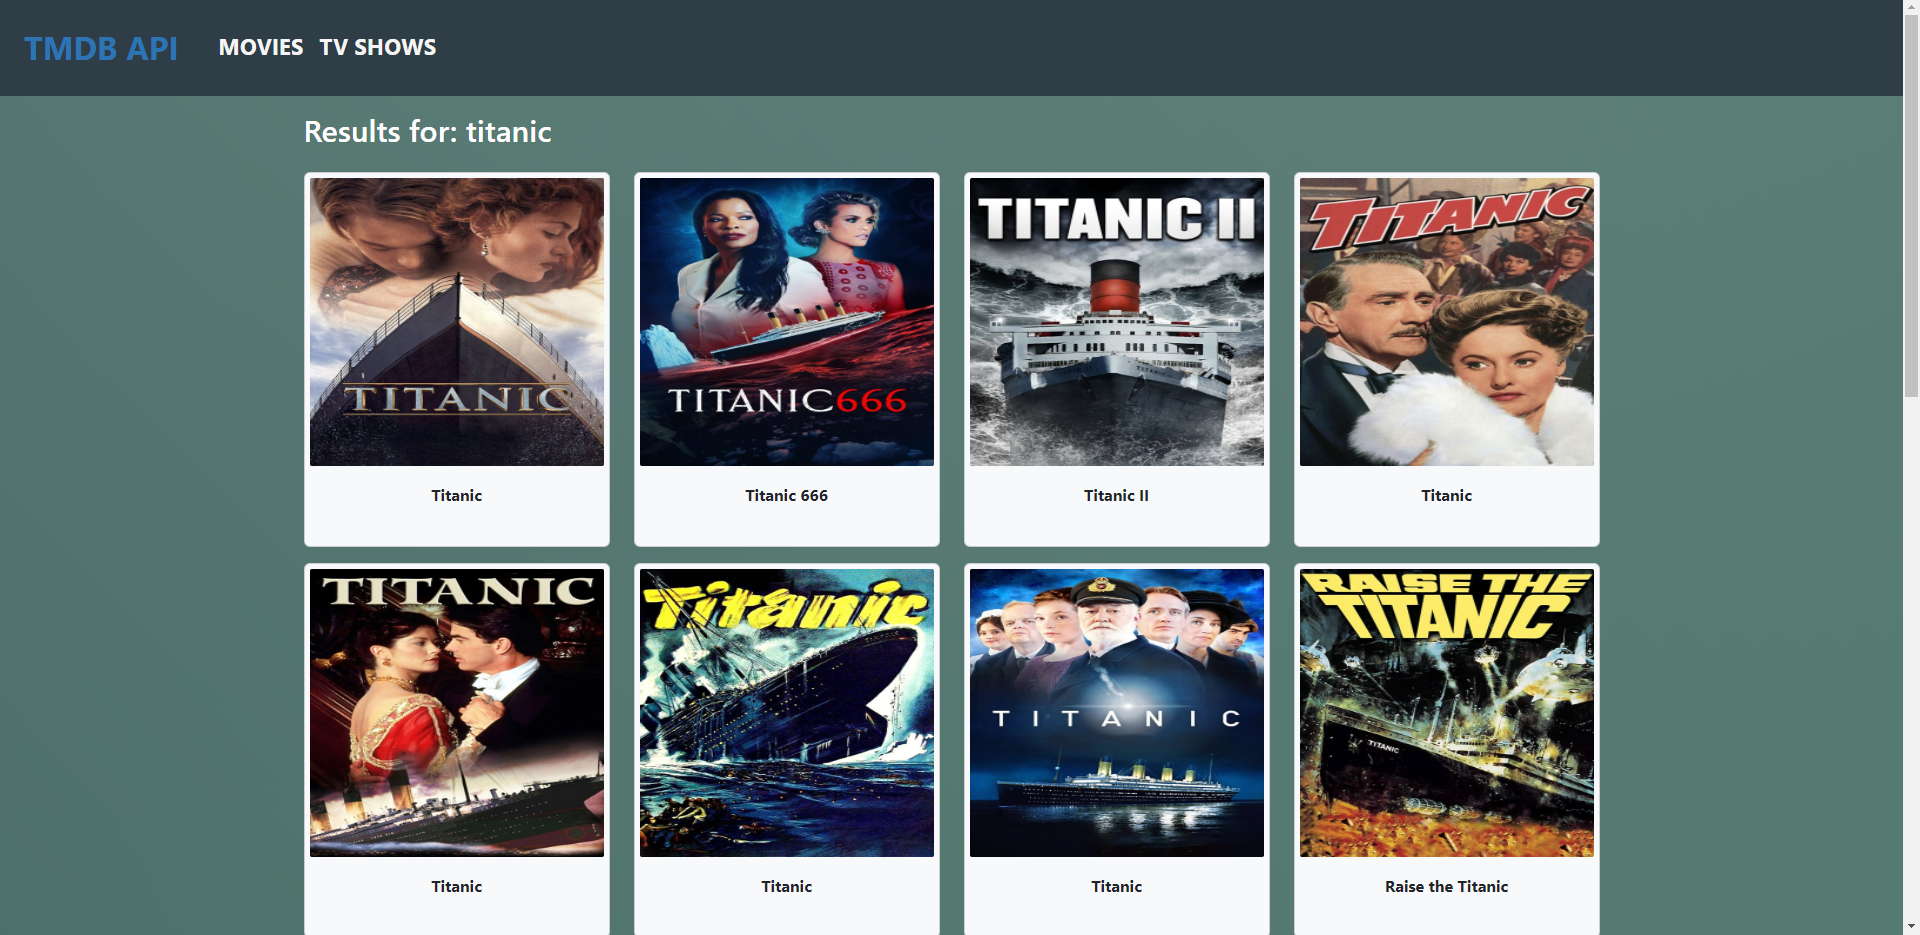 TMDB API MOVIES TV SHOWS
Results for: titanic
TITANIC
TITANIC666
TITANIC II
TITANIC
Titanic
Titanic 666
Titanic II
Titanic
TITANIC
Titanic
TITANIC
RAISE THE
TITANIC
TITANIC
Titanic
Titanic
Titanic
Raise the Titanic